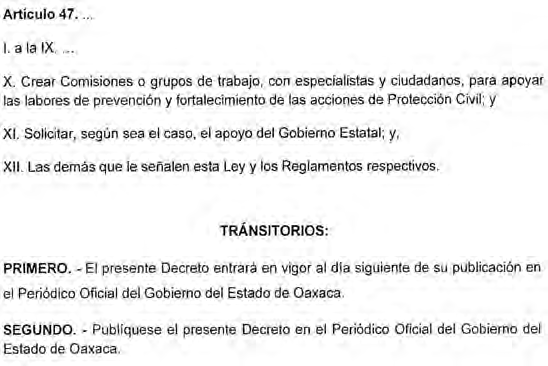 Artículo 47. ...
I. a la IX. ...
X. Crear Comisiones o grupos de trabajo, con especialistas y ciudadanos, para apoyar
las labores de prevención y fortalecimiento de las acciones de Protección Civil; y
XI. Solicitar, según sea el caso, el apoyo del Gobierno Estatal; y,
XII. Las demás que le señalen esta Ley y los Reglamentos respectivos.
TRÁNSITORIOS:
PRIMERO. - El presente Decreto entrará en vigor al día siguiente de su publicación en
el Periódico Oficial del Gobierno del Estado de Oaxaca.
SEGUNDO. - Publíquese el presente Decreto en el Periódico Oficial del Gobierno del
Estado de Oaxaca.